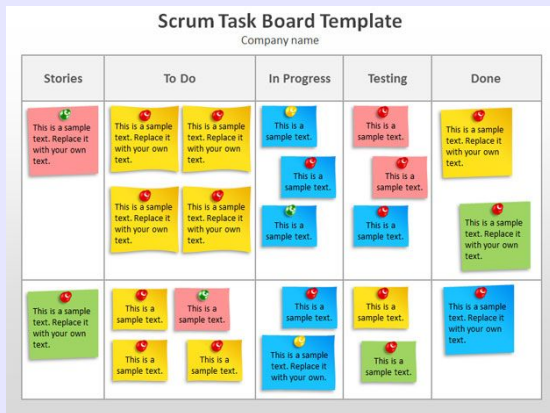 Scrum Task Board Template
Company name
Stories
To Do
In Progress
Testing
Done
This is a sample
text. Replace it
with your own
text.
This is a sample
text. Replace it
with your own
text.
This is a sample
text. Replace it
with your own
text.
This is a sample
text. Replace it
with your own
text.
This is a sample
text. Replace it
with your own
text.
This is a
sample text.
This is a
sample text.
This is a
sample text.
This is a
sample text.
This is a
sample text.
This is a
sample text.
This is a sample
text. Replace it
with your own
text.
This is a sample
text. Replace it
with your own
text.
This is a sample
text. Replace it
with your own
text.
This is a
sample text.
This is a
sample text.
This is a
sample text.
This is a
sample text.
This is a
sample text.
This is a sample
text. Replace it
with your own.
This is a
sample text.
This is a
sample text.
This is a sample
text. Replace it
with your own
text.